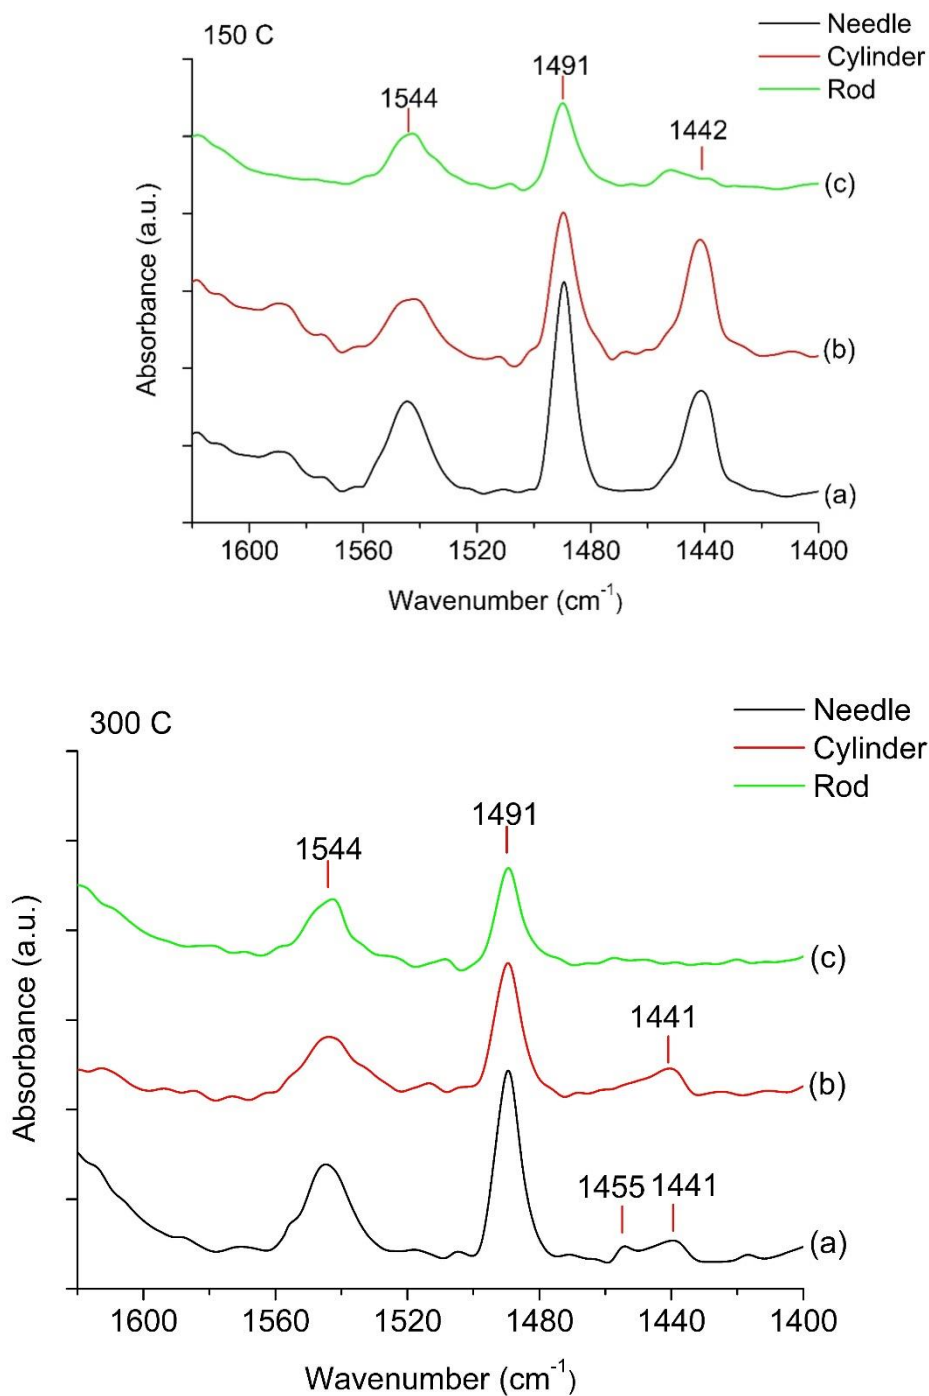 150 C
Needle
Cylinder
Rod
1544
1491
1442
(c)
(b)
(a)
Absorbance (a.u.)
1600 1560 1520 1480 1440 1400
Wavenumber (cm⁻¹)
300 C
Needle
Cylinder
Rod
1544
1491
(c)
1441
(b)
1455 1441
(a)
Absorbance (a.u.)
1600 1560 1520 1480 1440 1400
Wavenumber (cm⁻¹)